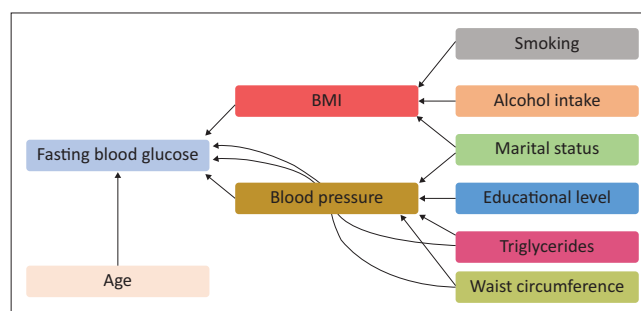 Smoking
BMI
Alcohol intake
Fasting blood glucose
Marital status
Blood pressure
Educational level
Triglycerides
Age
Waist circumference